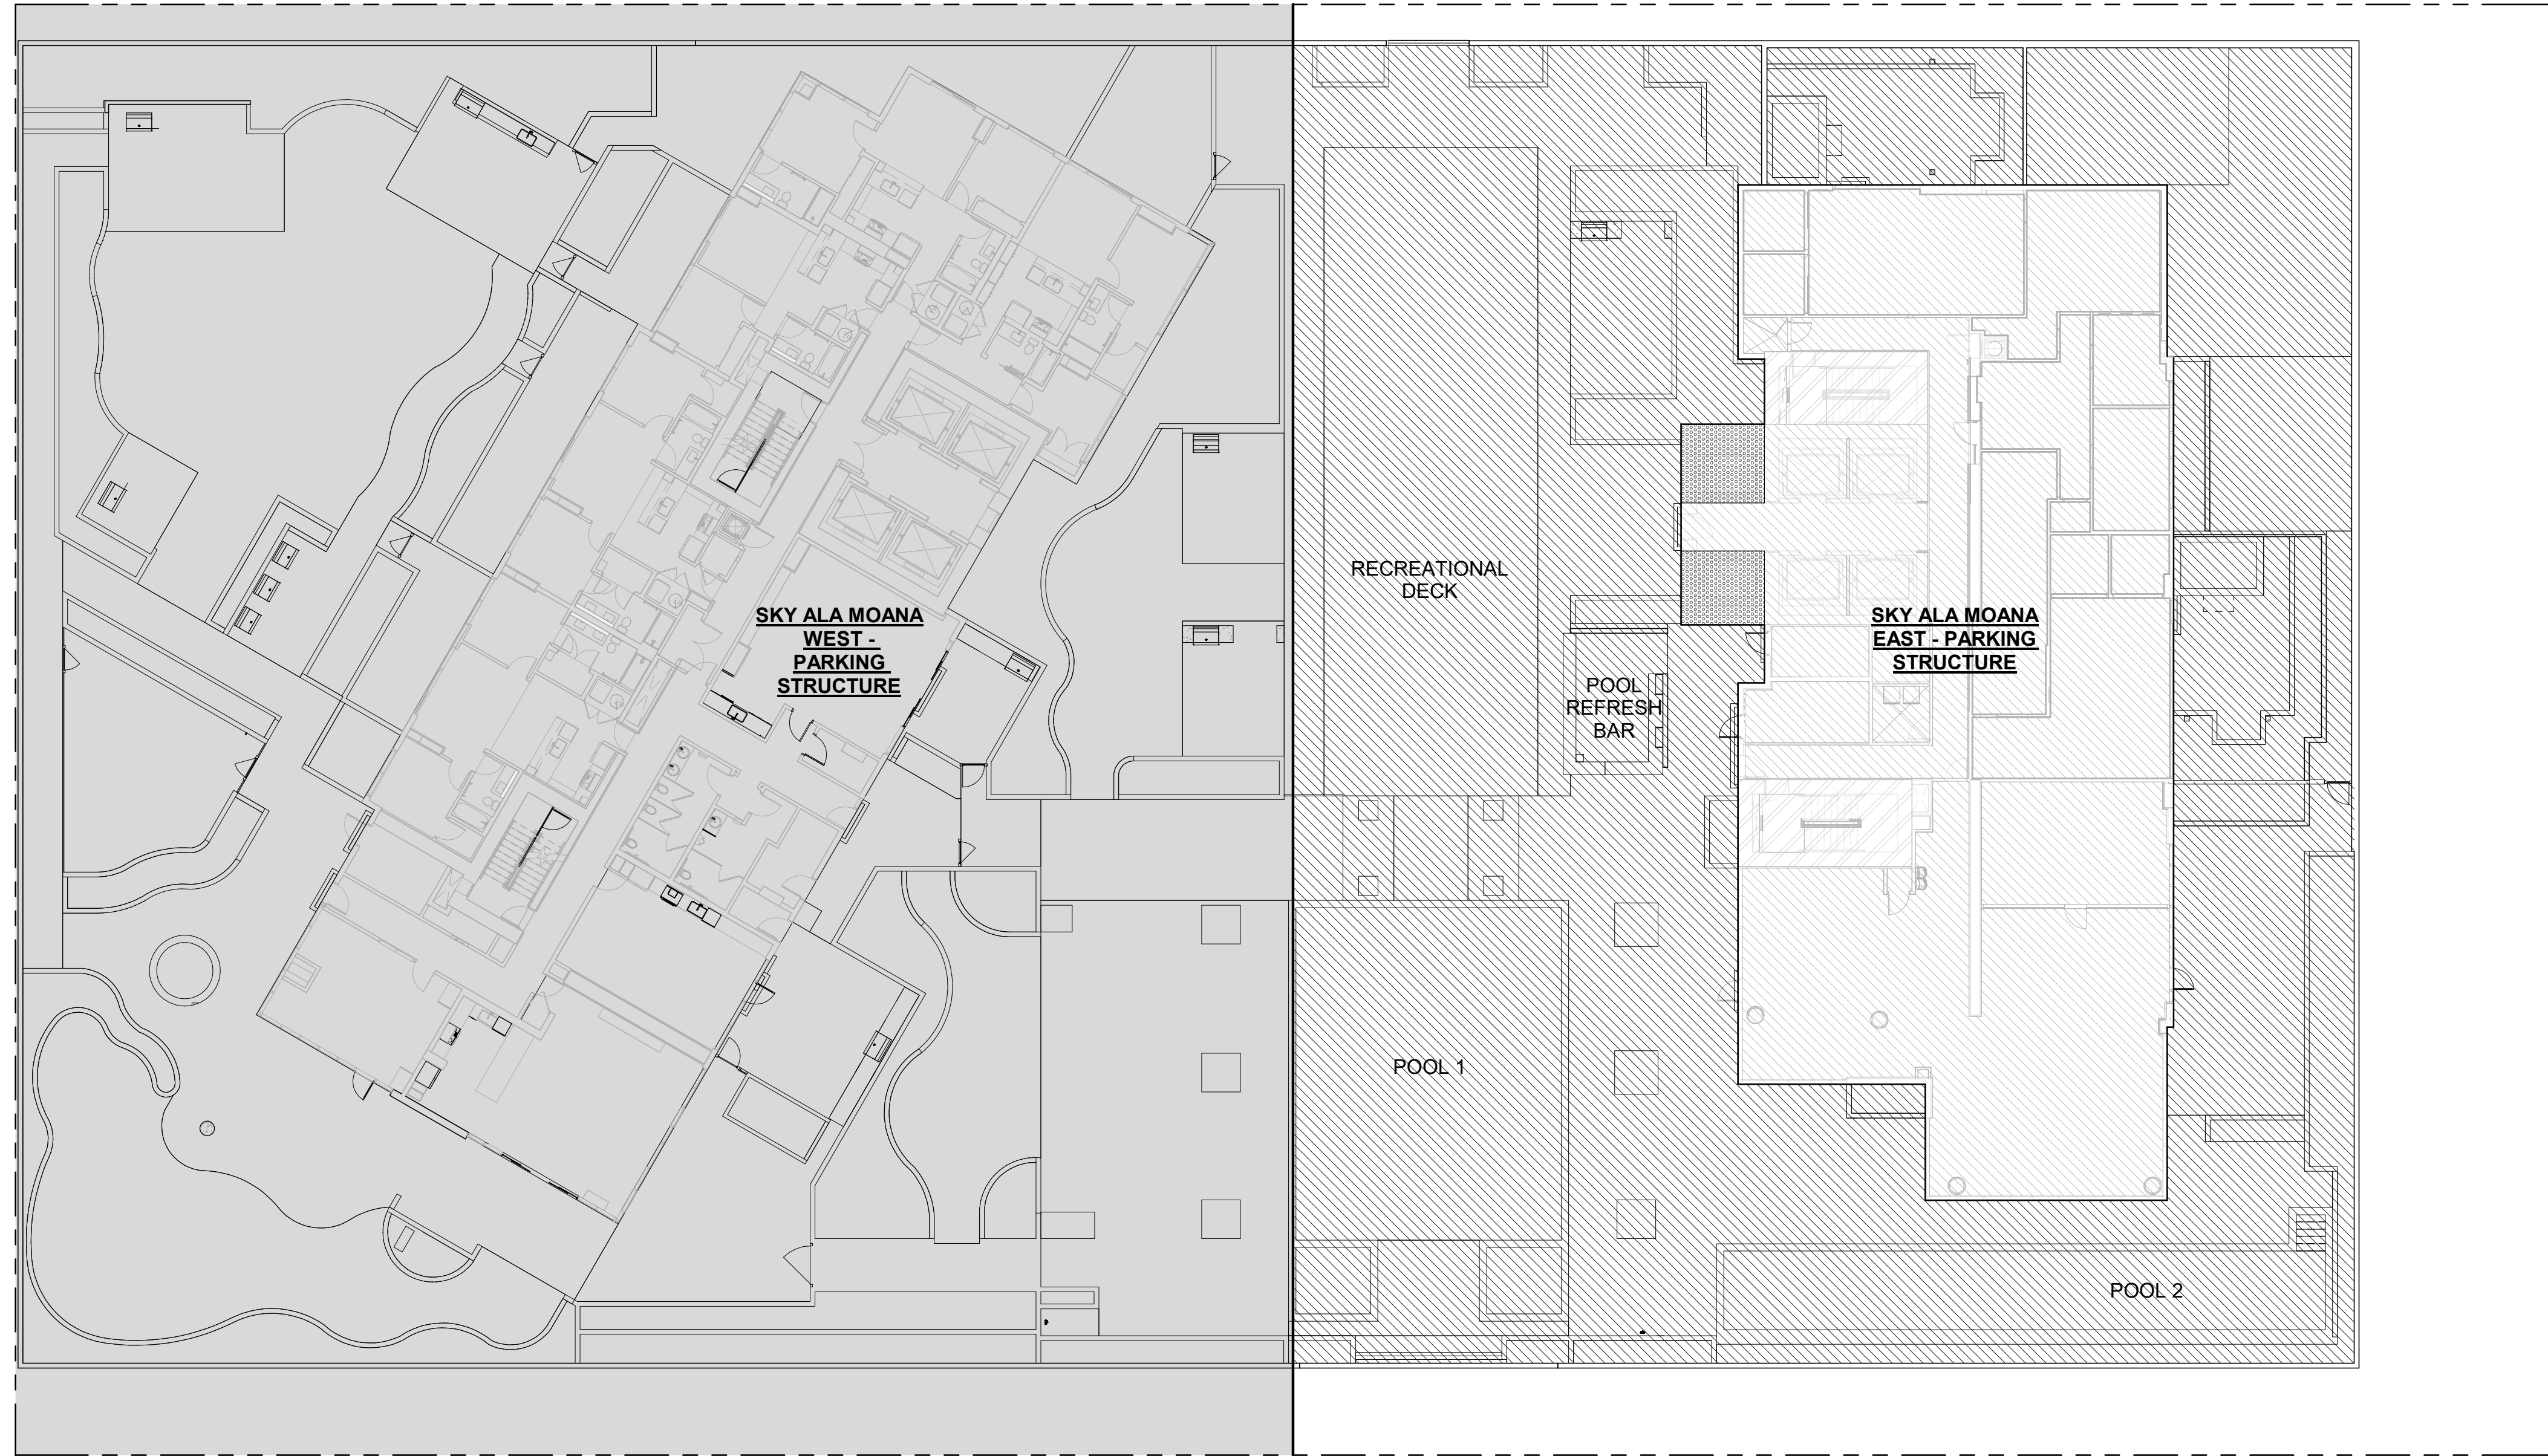 RECREATIONAL
DECK
SKY ALA MOANA
WEST -
PARKING
STRUCTURE
SKY ALA MOANA
EAST - PARKING
STRUCTURE
POOL
REFRESH
BAR
POOL 1
POOL 2